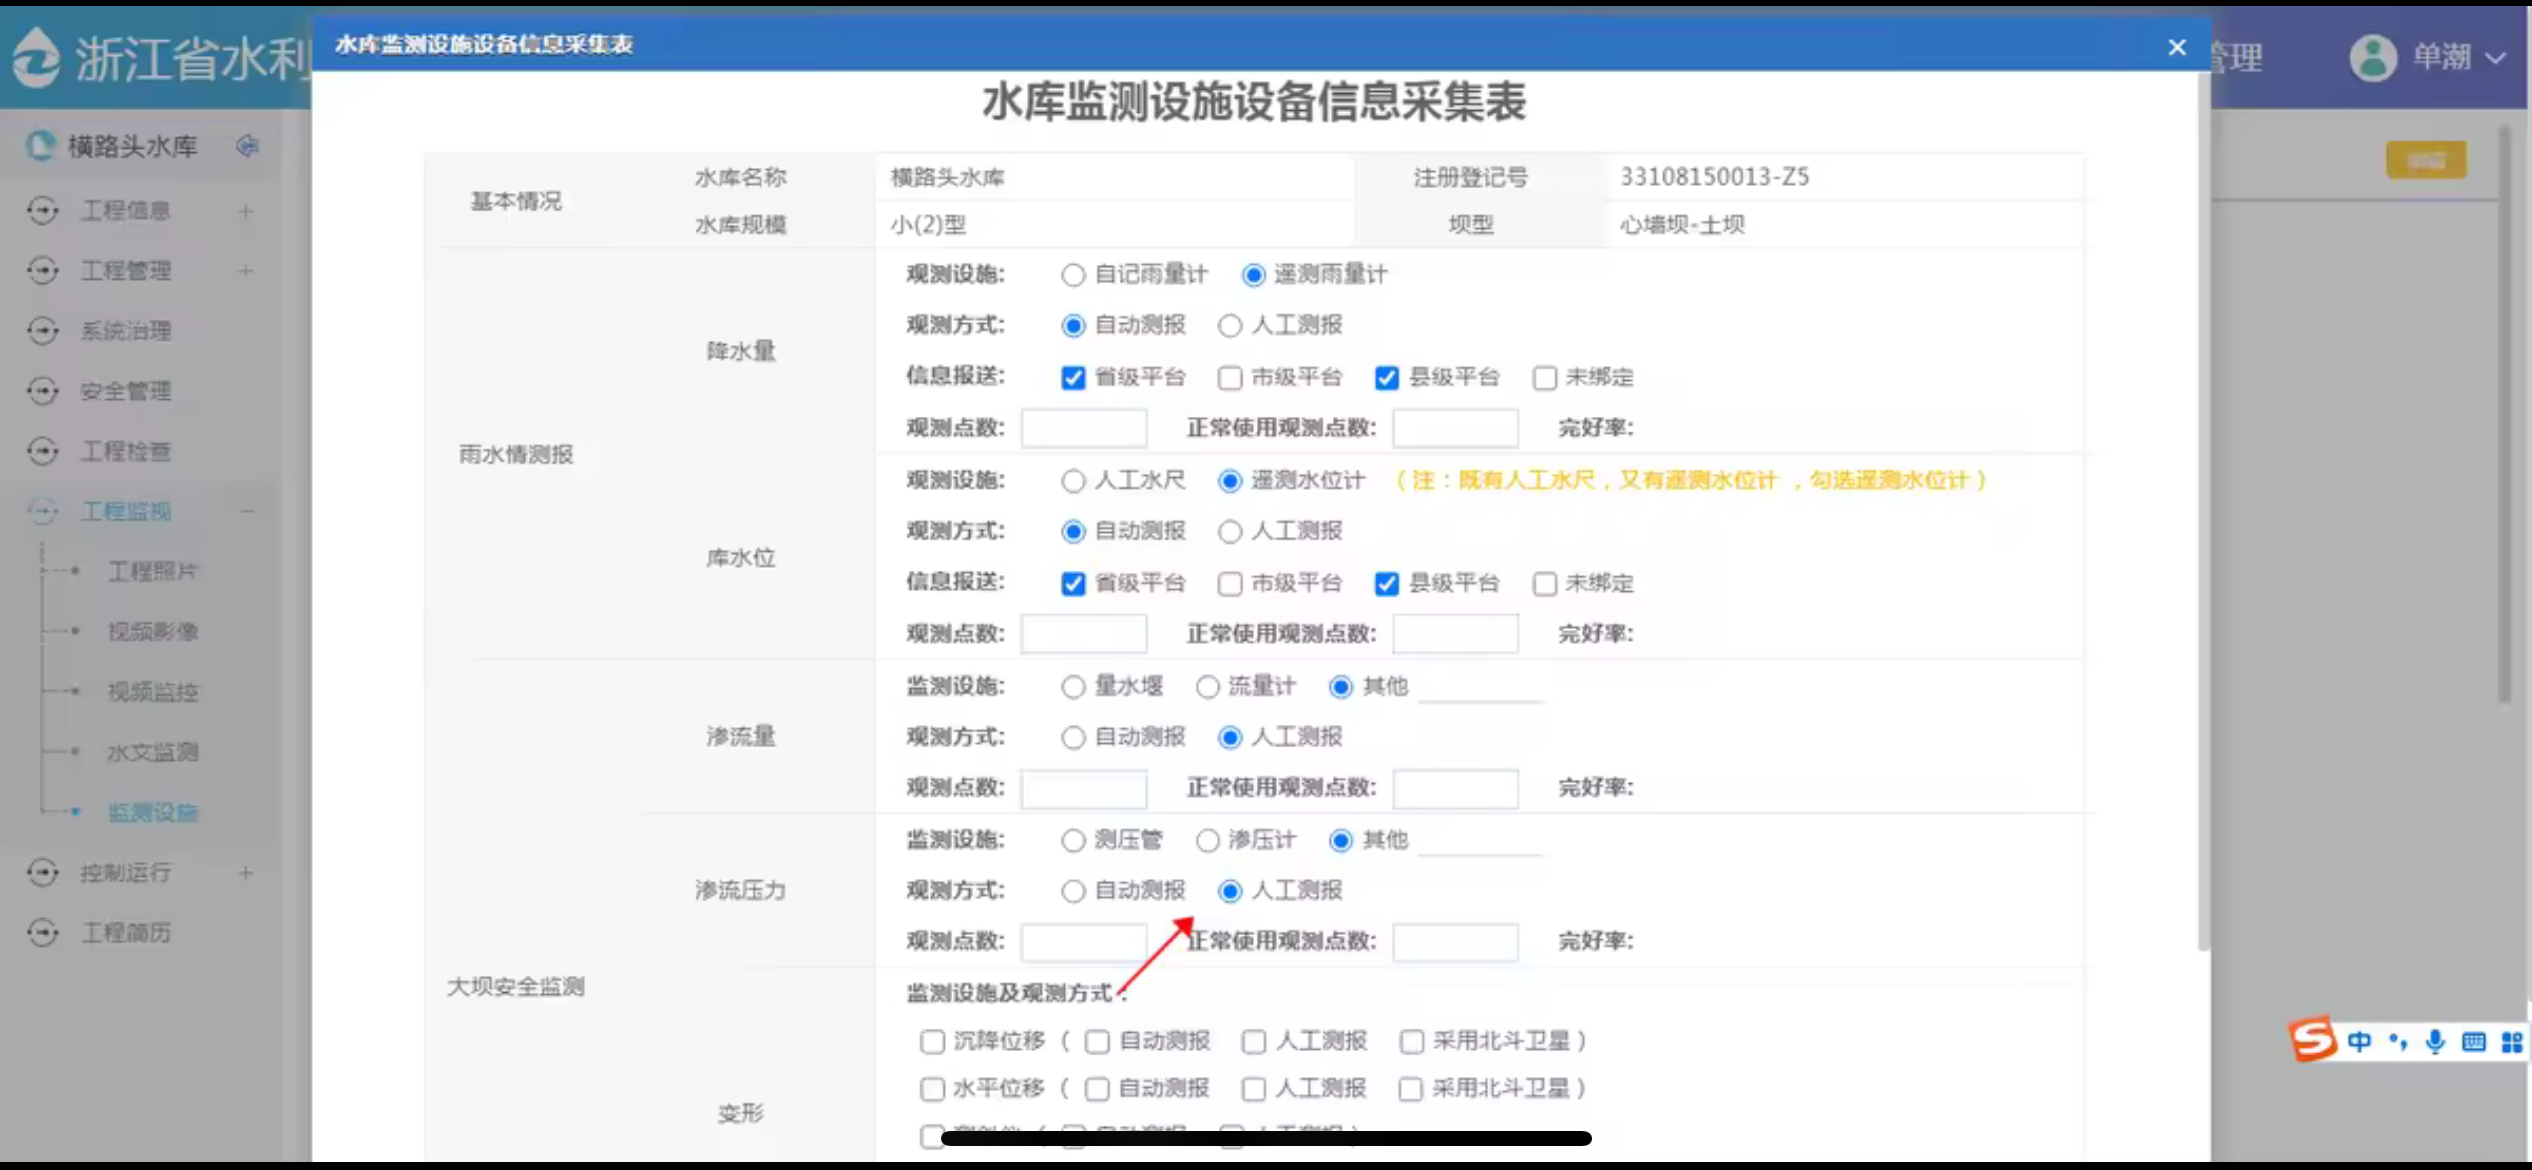 浙江省水利
水库监测设施设备信息采集表
管理
单潮
水库监测设施设备信息采集表
横路头水库
工程信息
工程管理
系统治理
安全管理
工程检查
工程监视
工程照片
视频影像
视频监控
水文监测
监测设施
控制运行
工程简历
基本情况
水库名称 横路头水库 注册登记号 33108150013-Z5
水库规模 小(2)型 坝型 心墙坝-土坝
雨水情测报
降水量
观测设施: 自记雨量计 遥测雨量计
观测方式: 自动测报 人工测报
信息报送: 省级平台 市级平台 县级平台 未绑定
观测点数: 正常使用观测点数: 完好率:
库水位
观测设施: 人工水尺 遥测水位计 (注：既有人工水尺，又有遥测水位计，勾选遥测水位计)
观测方式: 自动测报 人工测报
信息报送: 省级平台 市级平台 县级平台 未绑定
观测点数: 正常使用观测点数: 完好率:
大坝安全监测
渗流量
监测设施: 量水堰 流量计 其他
观测方式: 自动测报 人工测报
观测点数: 正常使用观测点数: 完好率:
渗流压力
监测设施: 测压管 渗压计 其他
观测方式: 自动测报 人工测报
观测点数: 正常使用观测点数: 完好率:
变形
监测设施及观测方式：
沉降位移 ( 自动测报 人工测报 采用北斗卫星 )
水平位移 ( 自动测报 人工测报 采用北斗卫星 )
中